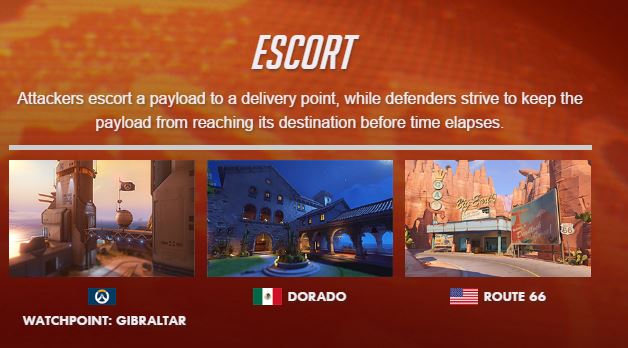 ESCORT
Attackers escort a payload to a delivery point, while defenders strive to keep the
payload from reaching its destination before time elapses.
DORADO
ROUTE 66
WATCHPOINT: GIBRALTAR